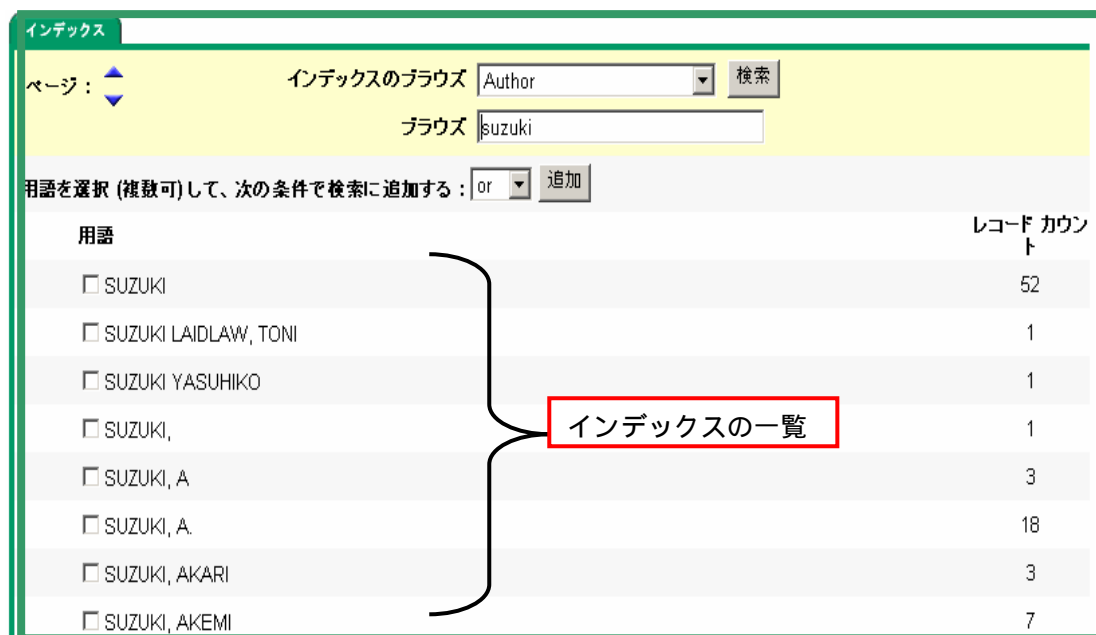 インデックス
ページ： インデックスのブラウズ Author 検索
ブラウズ suzuki
用語を選択 (複数可)して、次の条件で検索に追加する： or 追加
用語 レコード カウン
ト
SUZUKI 52
SUZUKI LAIDLAW, TONI 1
SUZUKI YASUHIKO 1
SUZUKI, 1
インデックスの一覧
SUZUKI, A 3
SUZUKI, A. 18
SUZUKI, AKARI 3
SUZUKI, AKEMI 7